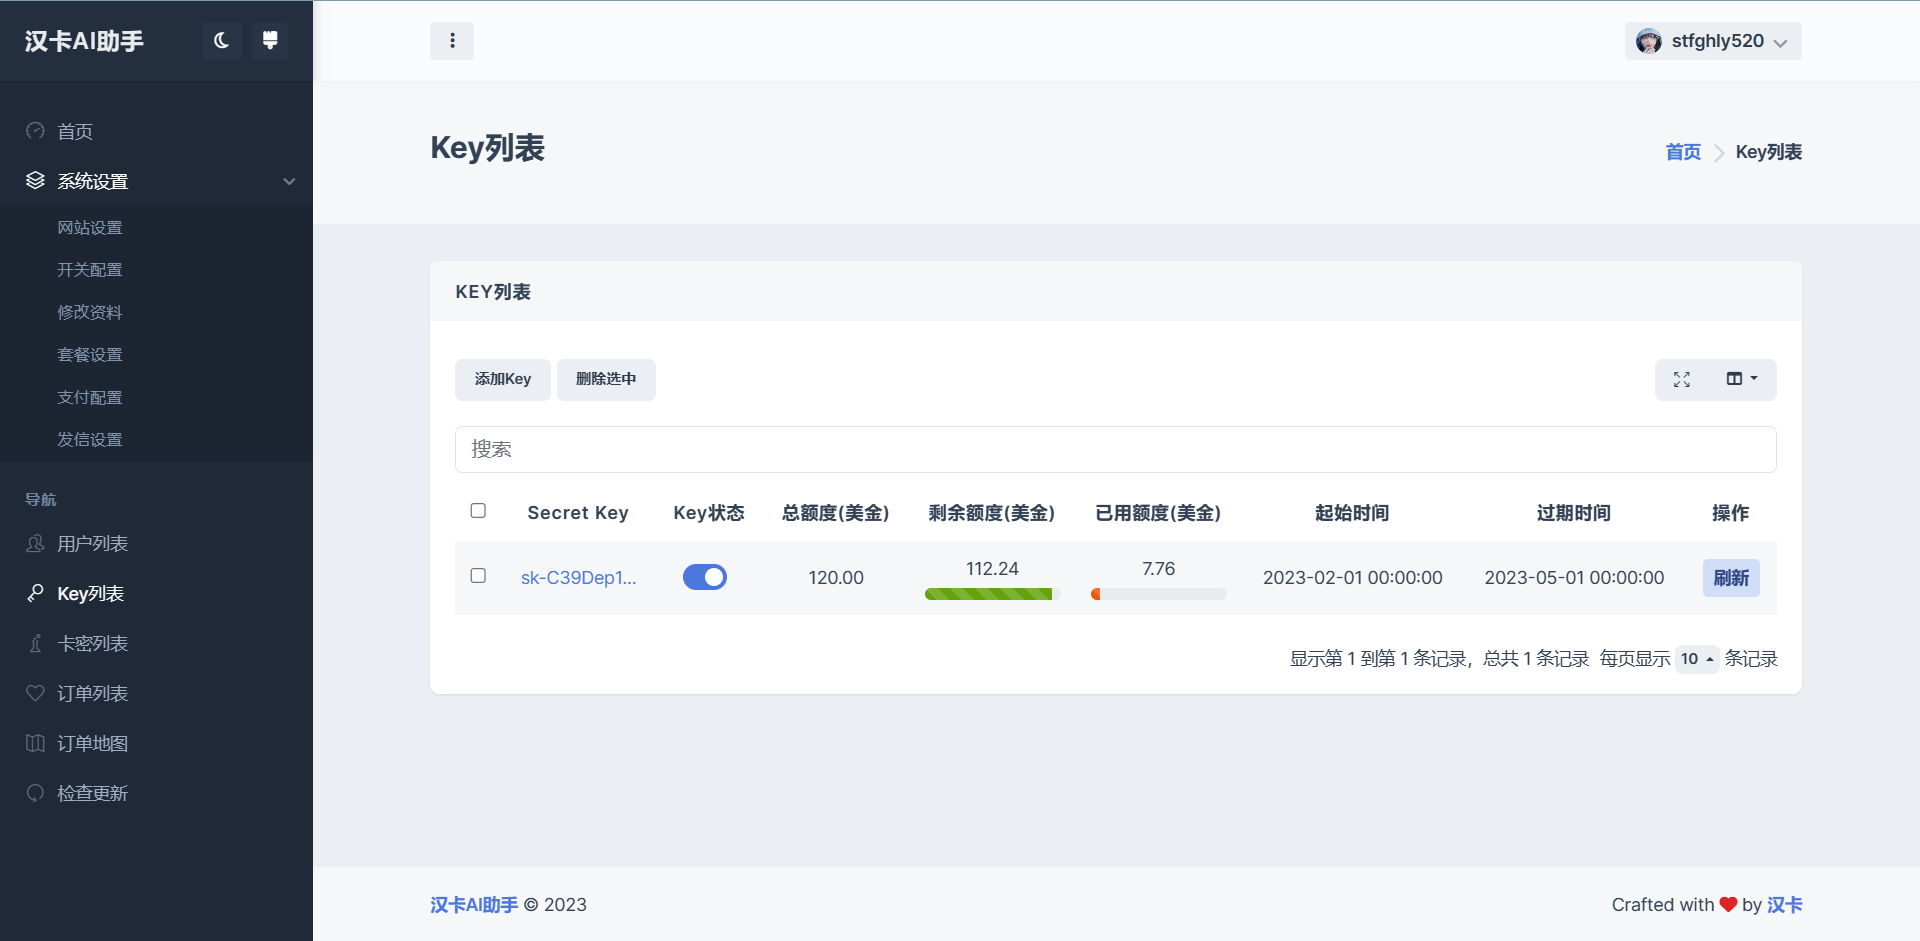 汉卡AI助手
stfghly520
首页
系统设置
网站设置
开关配置
修改资料
套餐设置
支付配置
发信设置
导航
用户列表
Key列表
卡密列表
订单列表
订单地图
检查更新
Key列表
首页 Key列表
KEY列表
添加Key 删除选中
搜索
Secret Key Key状态 总额度(美金) 剩余额度(美金) 已用额度(美金) 起始时间 过期时间 操作
sk-C39Dep1... 120.00 112.24 7.76 2023-02-01 00:00:00 2023-05-01 00:00:00 刷新
显示第 1 到第 1 条记录，总共 1 条记录 每页显示 10 条记录
汉卡AI助手 © 2023
Crafted with by 汉卡